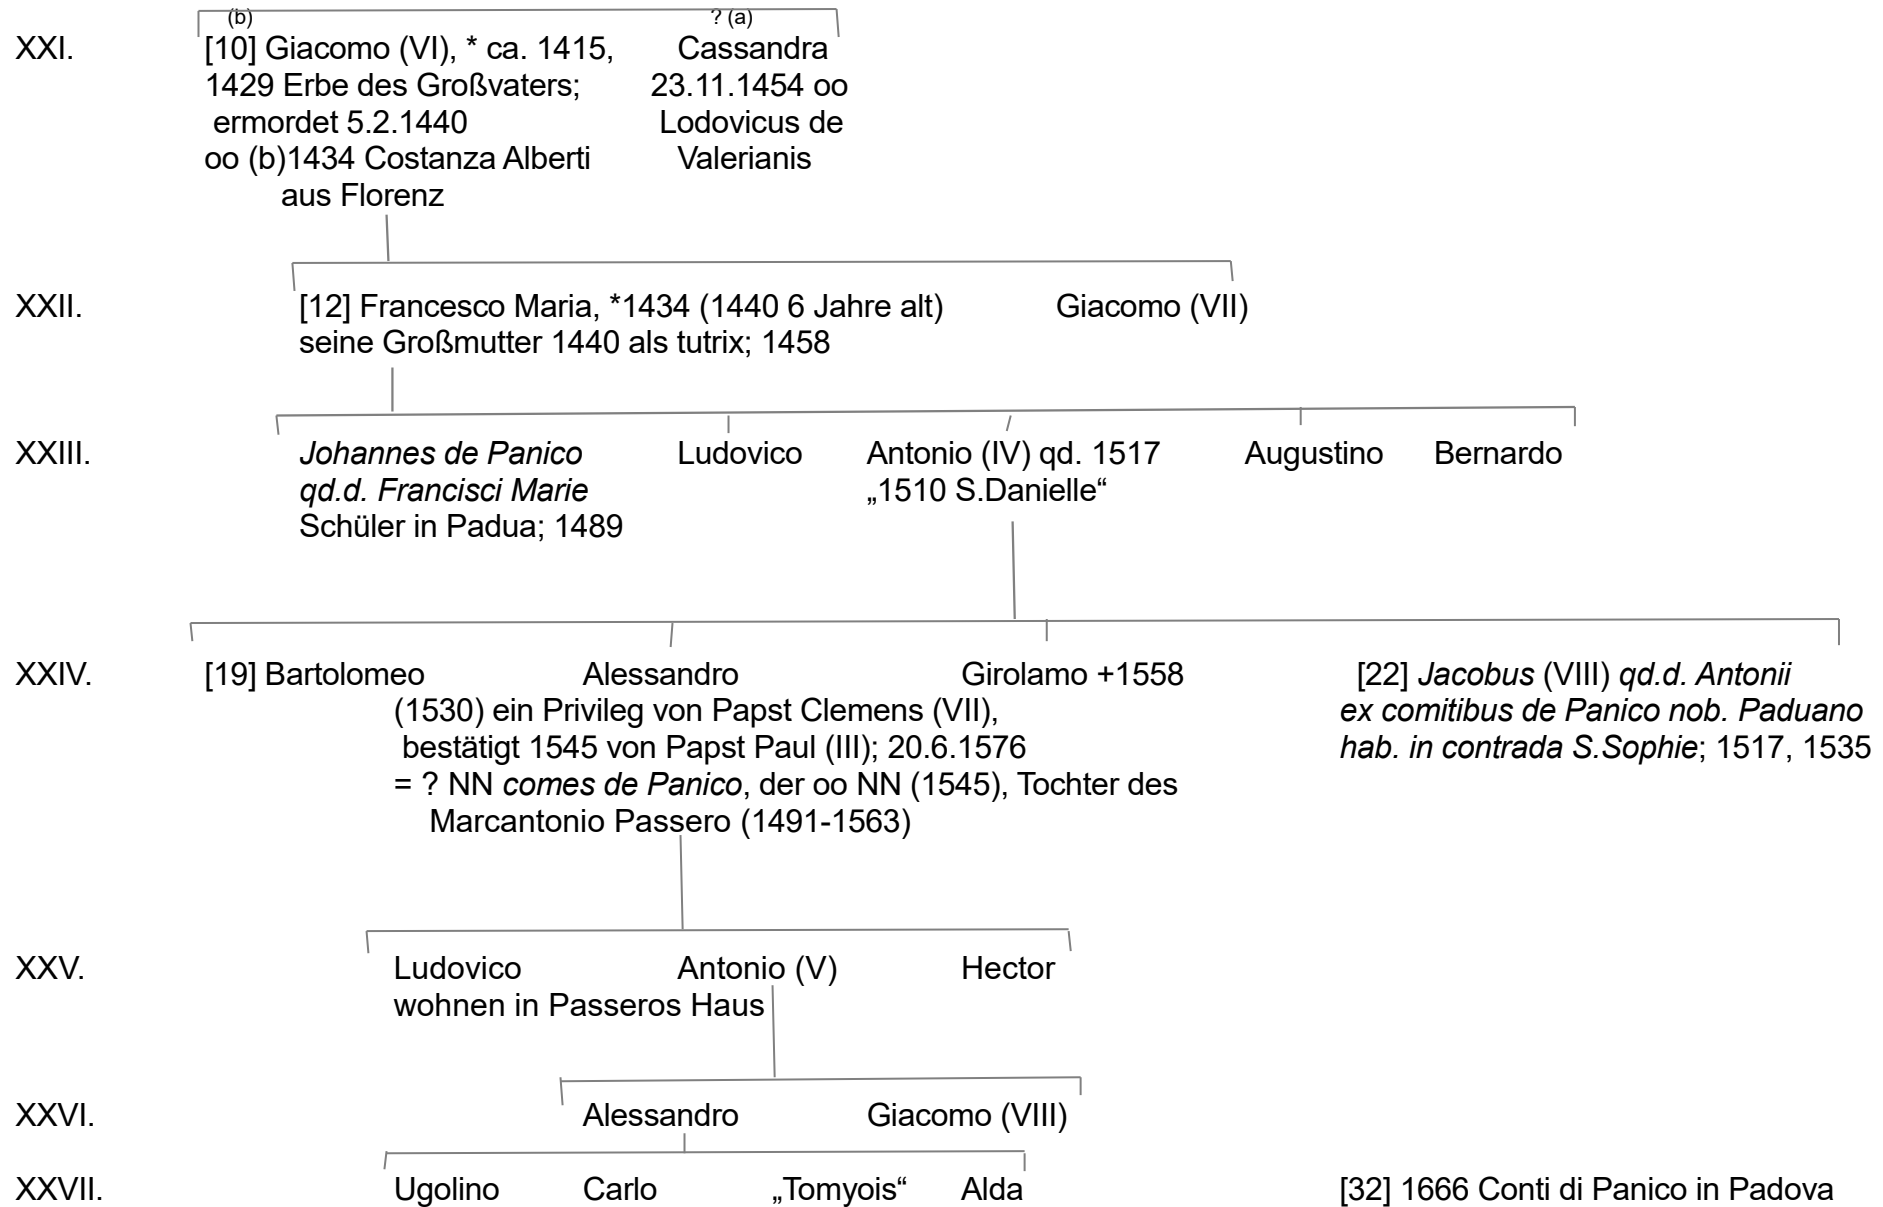 (b) ? (a)
XXI. [10] Giacomo (VI), * ca. 1415, Cassandra
1429 Erbe des Großvaters; 23.11.1454 oo
ermordet 5.2.1440 Lodovicus de
oo (b)1434 Costanza Alberti Valerianis
aus Florenz
XXII. [12] Francesco Maria, *1434 (1440 6 Jahre alt) Giacomo (VII)
seine Großmutter 1440 als tutrix; 1458
XXIII. Johannes de Panico Ludovico Antonio (IV) qd. 1517 Augustino Bernardo
qd.d. Francisci Marie „1510 S.Danielle“
Schüler in Padua; 1489
XXIV. [19] Bartolomeo Alessandro Girolamo +1558 [22] Jacobus (VIII) qd.d. Antonii
(1530) ein Privileg von Papst Clemens (VII), ex comitibus de Panico nob. Paduano
bestätigt 1545 von Papst Paul (III); 20.6.1576 hab. in contrada S.Sophie; 1517, 1535
= ? NN comes de Panico, der oo NN (1545), Tochter des
Marcantonio Passero (1491-1563)
XXV. Ludovico Antonio (V) Hector
wohnen in Passeros Haus
XXVI. Alessandro Giacomo (VIII)
XXVII. Ugolino Carlo „Tomyois“ Alda [32] 1666 Conti di Panico in Padova